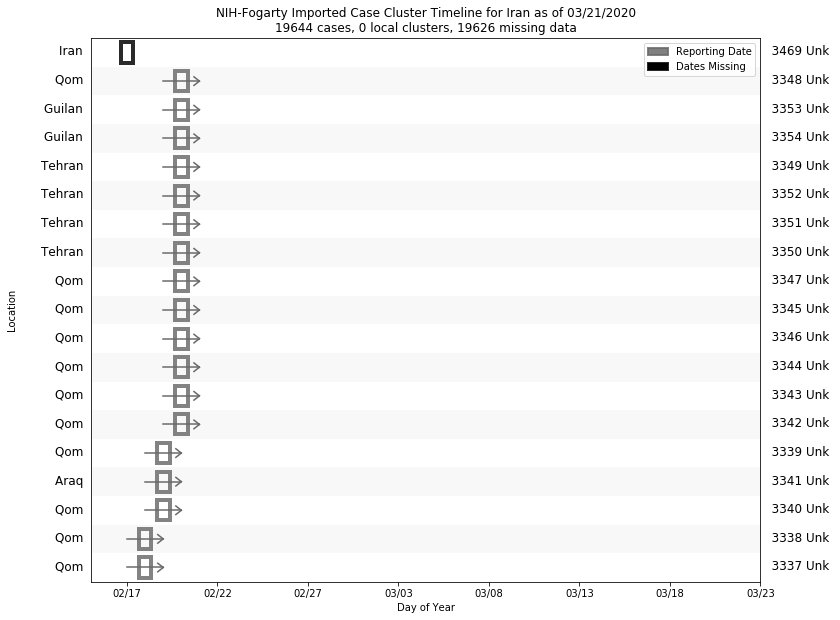 NIH-Fogarty Imported Case Cluster Timeline for Iran as of 03/21/2020
19644 cases, 0 local clusters, 19626 missing data
Reporting Date
Dates Missing
Iran 3469 Unk
Qom 3348 Unk
Guilan 3353 Unk
Guilan 3354 Unk
Tehran 3349 Unk
Tehran 3352 Unk
Tehran 3351 Unk
Tehran 3350 Unk
Qom 3347 Unk
Qom 3345 Unk
Qom 3346 Unk
Qom 3344 Unk
Qom 3343 Unk
Qom 3342 Unk
Qom 3339 Unk
Araq 3341 Unk
Qom 3340 Unk
Qom 3338 Unk
Qom 3337 Unk
Location
02/17 02/22 02/27 03/03 03/08 03/13 03/18 03/23
Day of Year